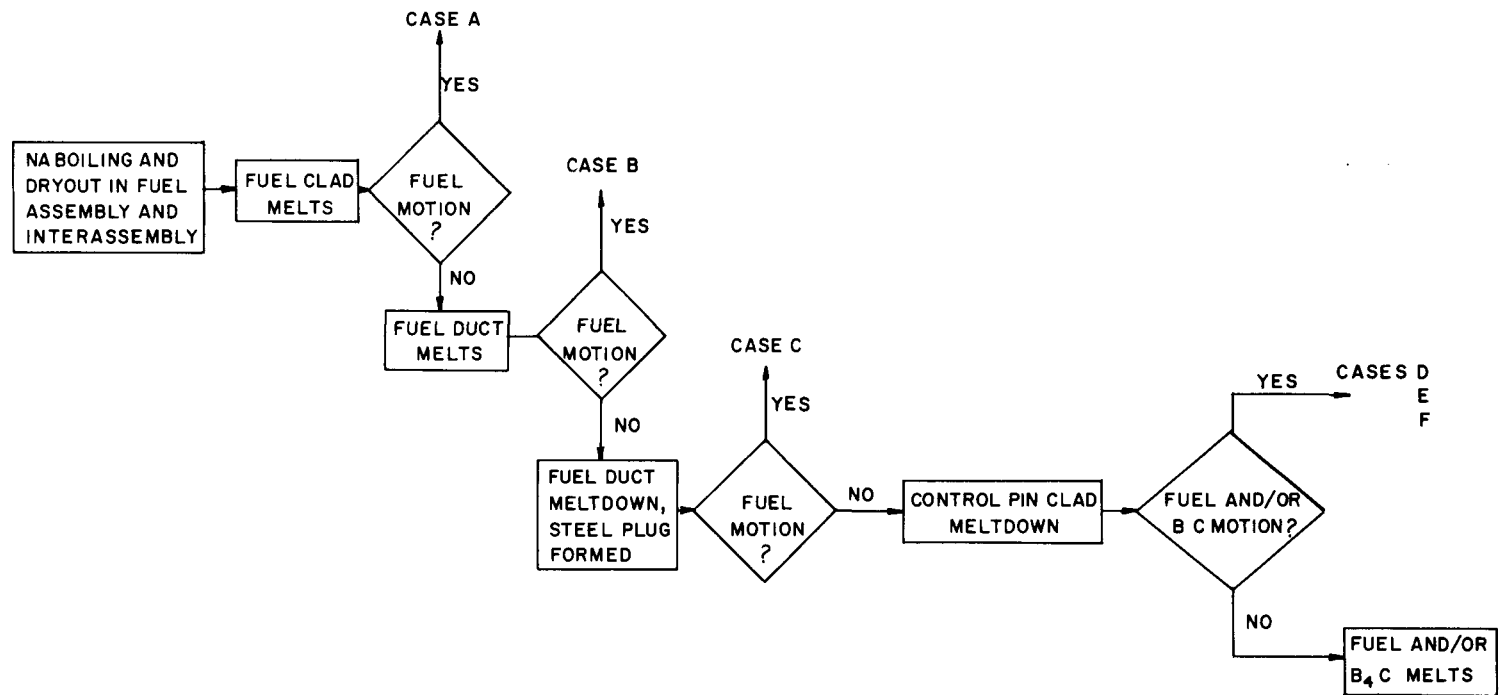 CASE A
YES
NA BOILING AND
DRYOUT IN FUEL
ASSEMBLY AND
INTERASSEMBLY
FUEL CLAD
MELTS
FUEL
MOTION
?
NO
CASE B
YES
FUEL DUCT
MELTS
FUEL
MOTION
?
NO
CASE C
YES
FUEL DUCT
MELTDOWN,
STEEL PLUG
FORMED
FUEL
MOTION
?
NO
CONTROL PIN CLAD
MELTDOWN
FUEL AND/OR
B C MOTION?
YES
CASES D
E
F
NO
FUEL AND/OR
B₄C MELTS